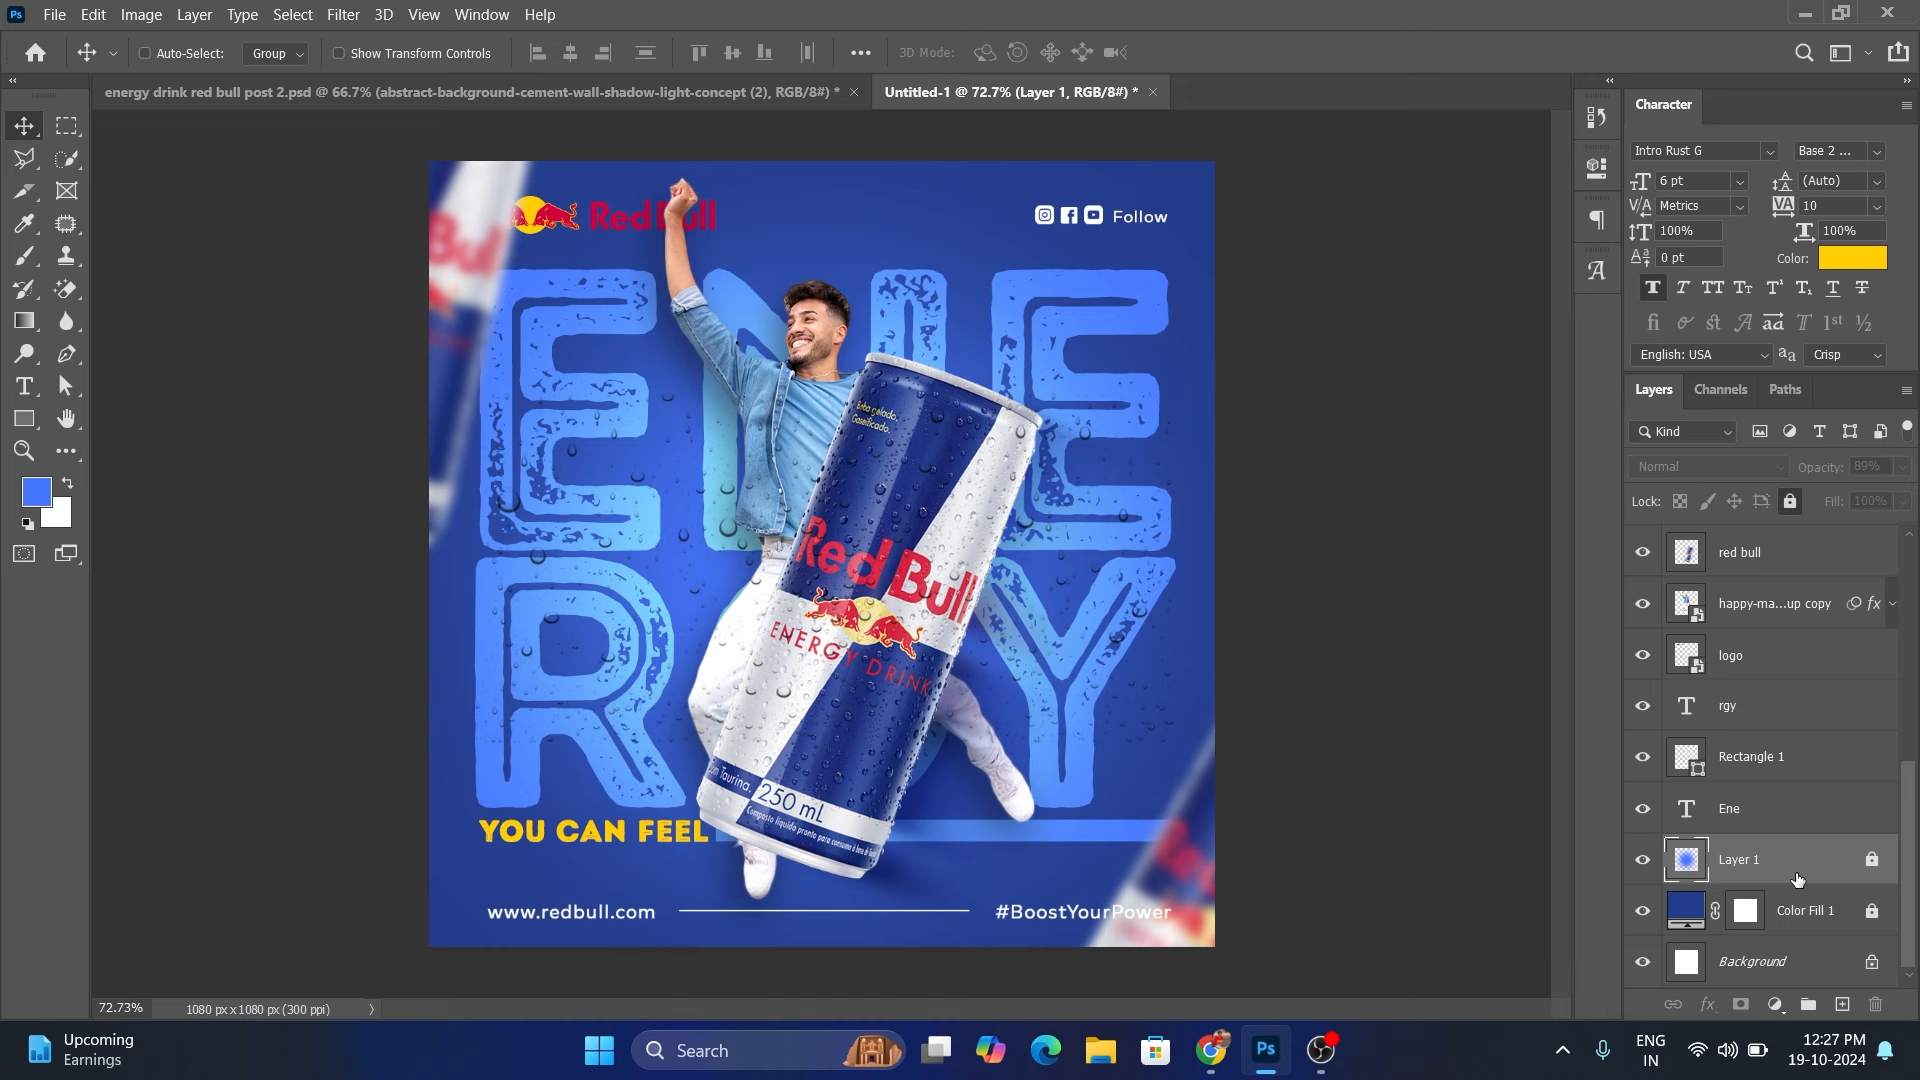 Ps File Edit Image Layer Type Select Filter 3D View Window Help
Auto-Select: Group Show Transform Controls 3D Mode:
energy drink red bull post 2.psd @ 66.7% (abstract-background-cement-wall-shadow-light-concept (2), RGB/8#) *
Untitled-1 @ 72.7% (Layer 1, RGB/8#) *
Red Bull
Follow
ENE
RGY
Beba gelado.
Gaseificado.
Red Bull
ENERGY DRINK
250 mL
YOU CAN FEEL
www.redbull.com
#BoostYourPower
72.73% 1080 px x 1080 px (300 ppi)
Character
Intro Rust G Base 2 ...
6 pt (Auto)
Metrics 10
100% 100%
0 pt Color:
English: USA Crisp
Layers Channels Paths
Kind
Normal Opacity: 89%
Lock: Fill: 100%
red bull
happy-ma...up copy fx
logo
rgy
Rectangle 1
Ene
Layer 1
Color Fill 1
Background
Upcoming
Earnings
Search
Ps
ENG
IN
12:27 PM
19-10-2024